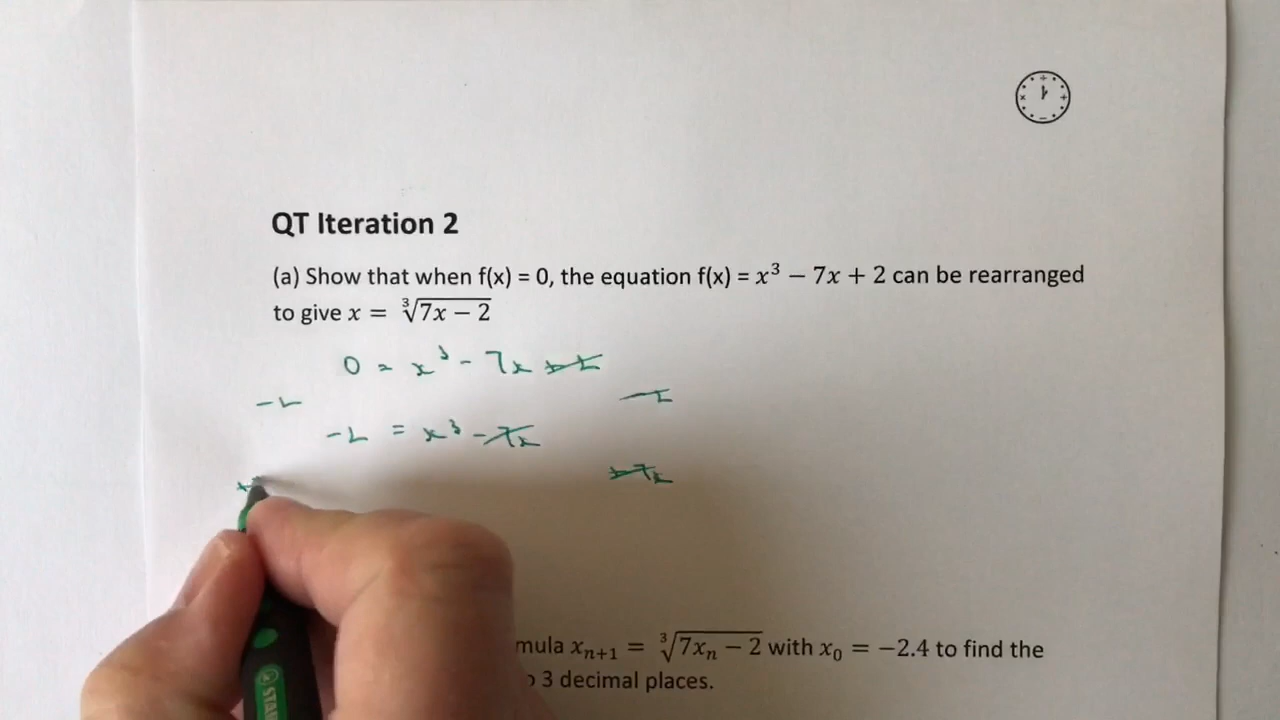 QT Iteration 2
(a) Show that when f(x) = 0, the equation f(x) = x³ − 7x + 2 can be rearranged
to give x = ∛(7x − 2)
0 = x³ - 7x + 2
-2 -2
-2 = x³ - 7x
+7x
mula xₙ₊₁ = ∛(7xₙ − 2) with x₀ = −2.4 to find the
3 decimal places.
STAB